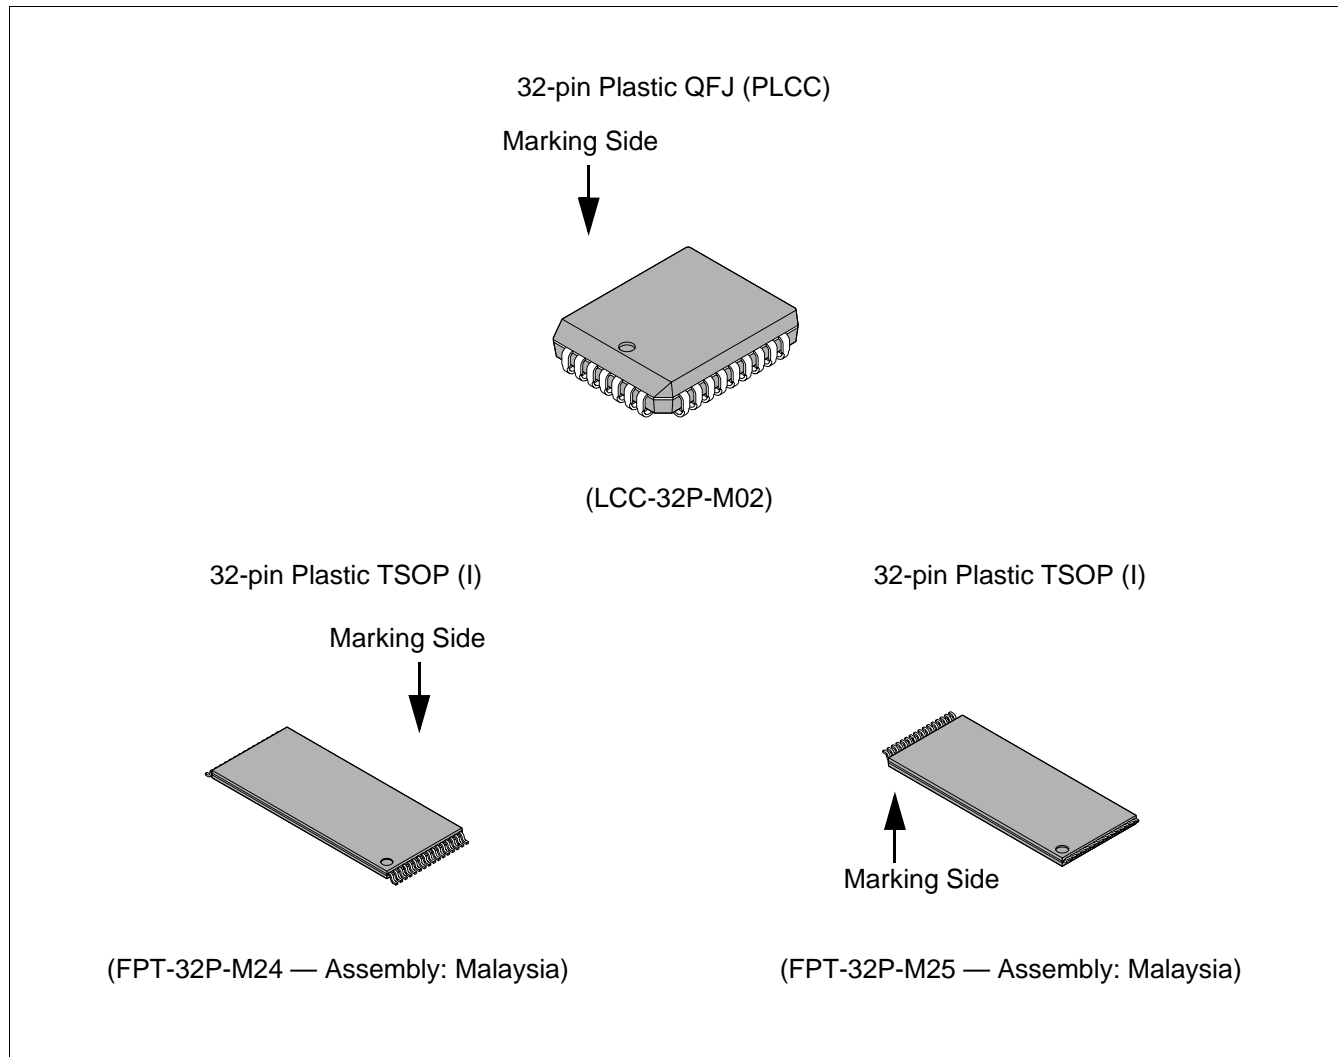 32-pin Plastic QFJ (PLCC)
Marking Side
(LCC-32P-M02)
32-pin Plastic TSOP (I)
Marking Side
(FPT-32P-M24 — Assembly: Malaysia)
32-pin Plastic TSOP (I)
Marking Side
(FPT-32P-M25 — Assembly: Malaysia)